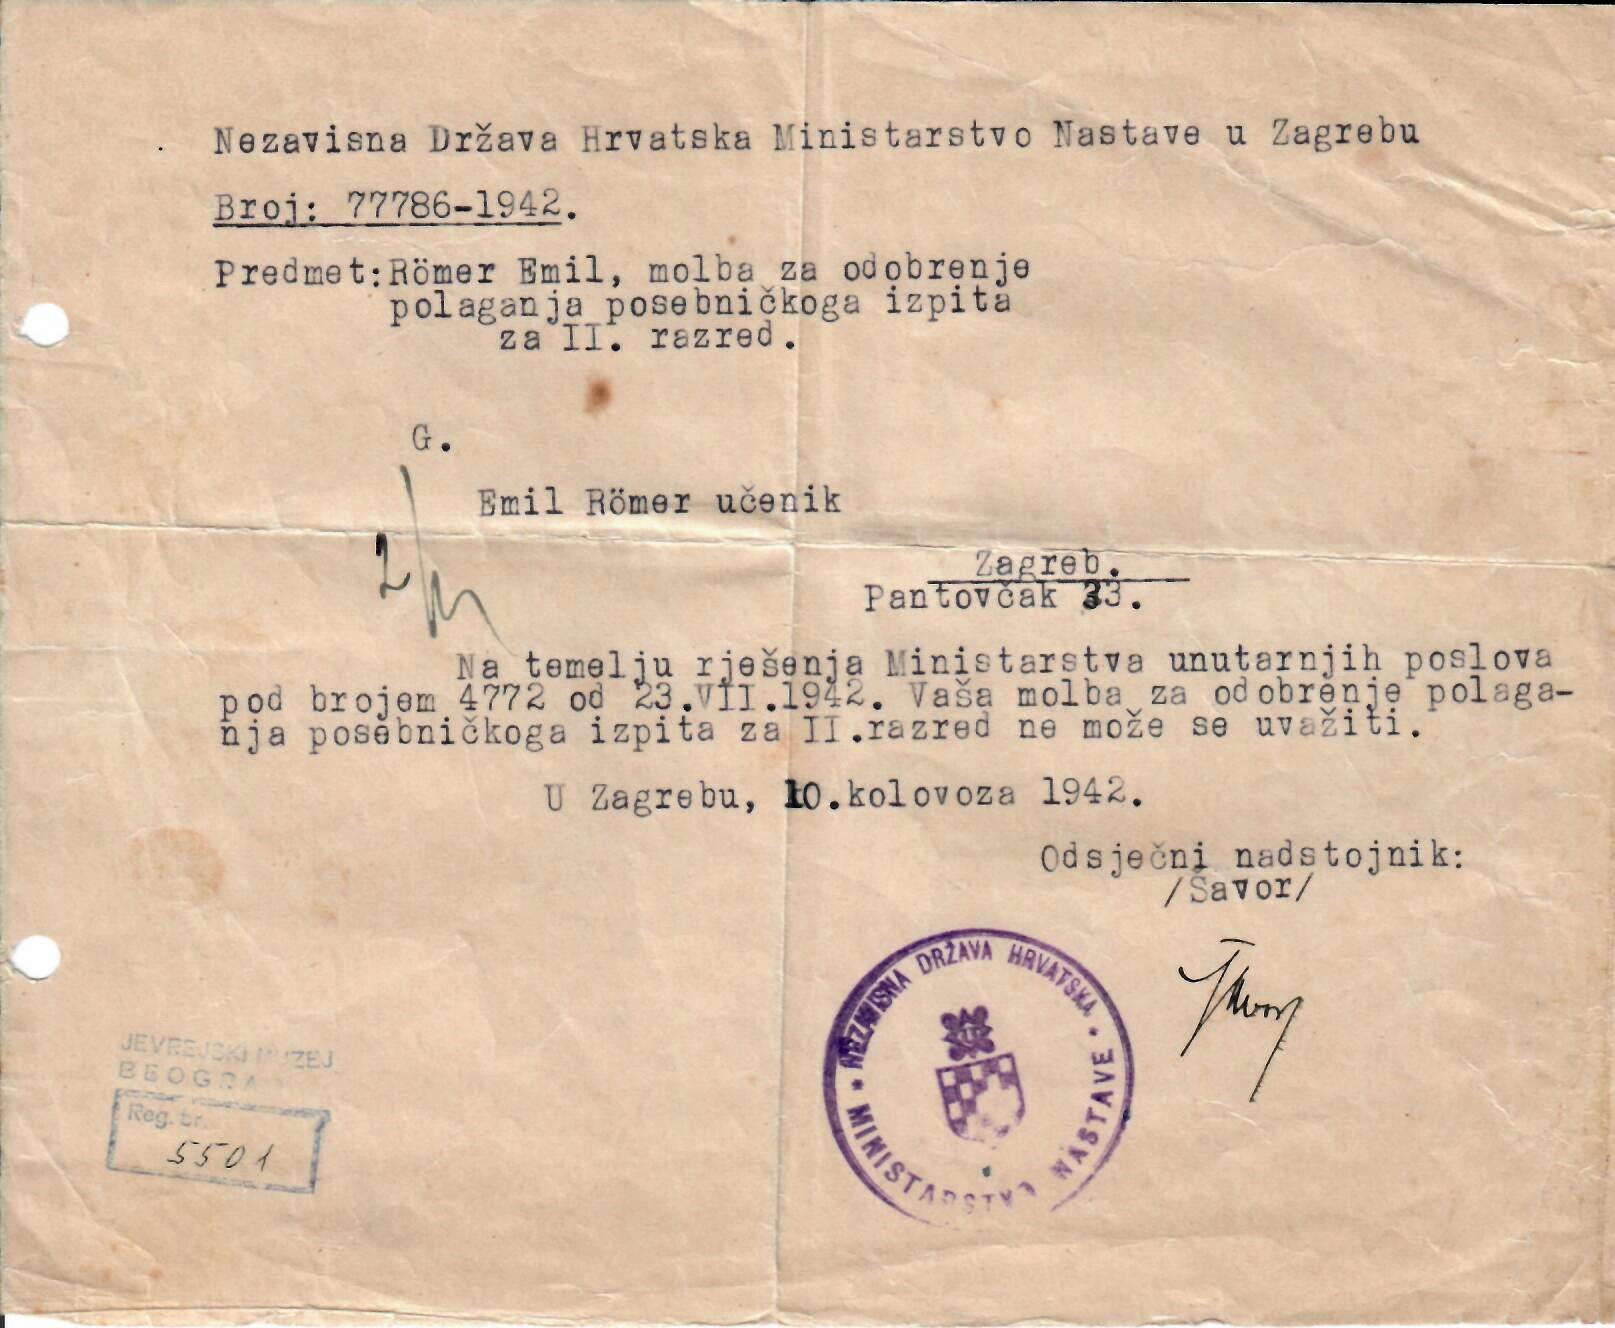 Nezavisna Država Hrvatska Ministarstvo Nastave u Zagrebu
Broj: 77786-1942.
Predmet: Römer Emil, molba za odobrenje
polaganja posebničkoga izpita
za II. razred.
G.
Emil Römer učenik
Zagreb.
Pantovčak 33.
Na temelju rješenja Ministarstva unutarnjih poslova
pod brojem 4772 od 23.VII.1942. Vaša molba za odobrenje polaga-
nja posebničkoga izpita za II.razred ne može se uvažiti.
U Zagrebu, 10.kolovoza 1942.
Odsječni nadstojnik:
/Šavor/
NEZAVISNA DRŽAVA HRVATSKA
MINISTARSTVO NASTAVE
JEVREJSKI MUZEJ
BEOGRA
Reg. br.
5501